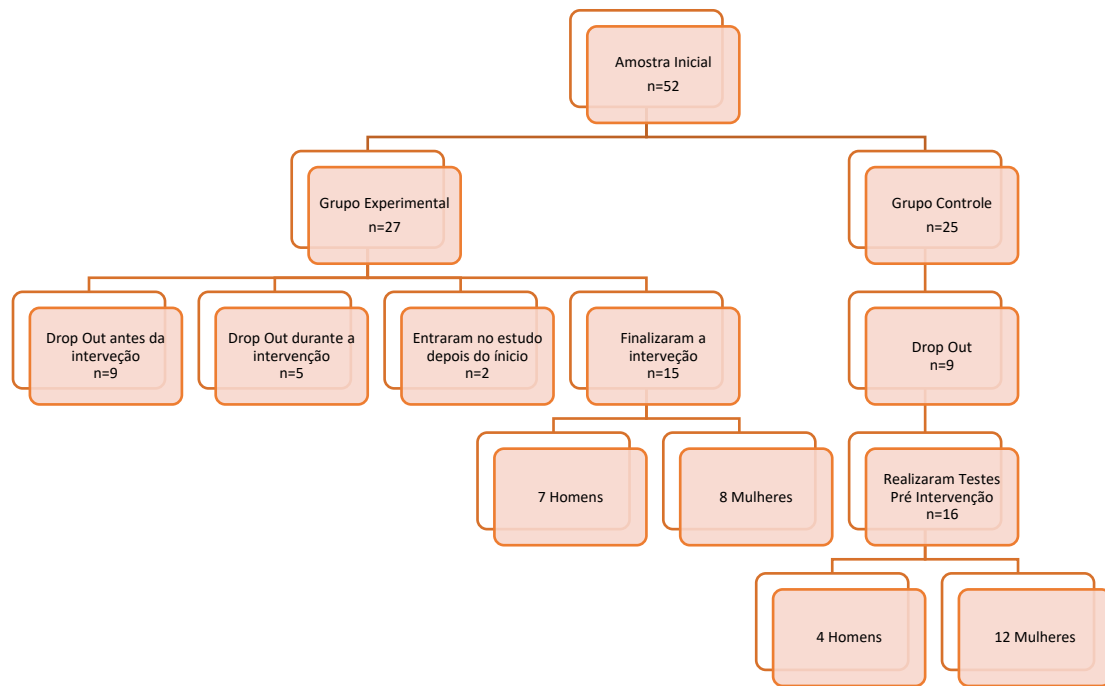 Amostra Inicial
n=52
Grupo Experimental
n=27
Grupo Controle
n=25
Drop Out antes da
interveção
n=9
Drop Out durante a
intervenção
n=5
Entraram no estudo
depois do ínicio
n=2
Finalizaram a
interveção
n=15
Drop Out
n=9
7 Homens
8 Mulheres
Realizaram Testes
Pré Intervenção
n=16
4 Homens
12 Mulheres